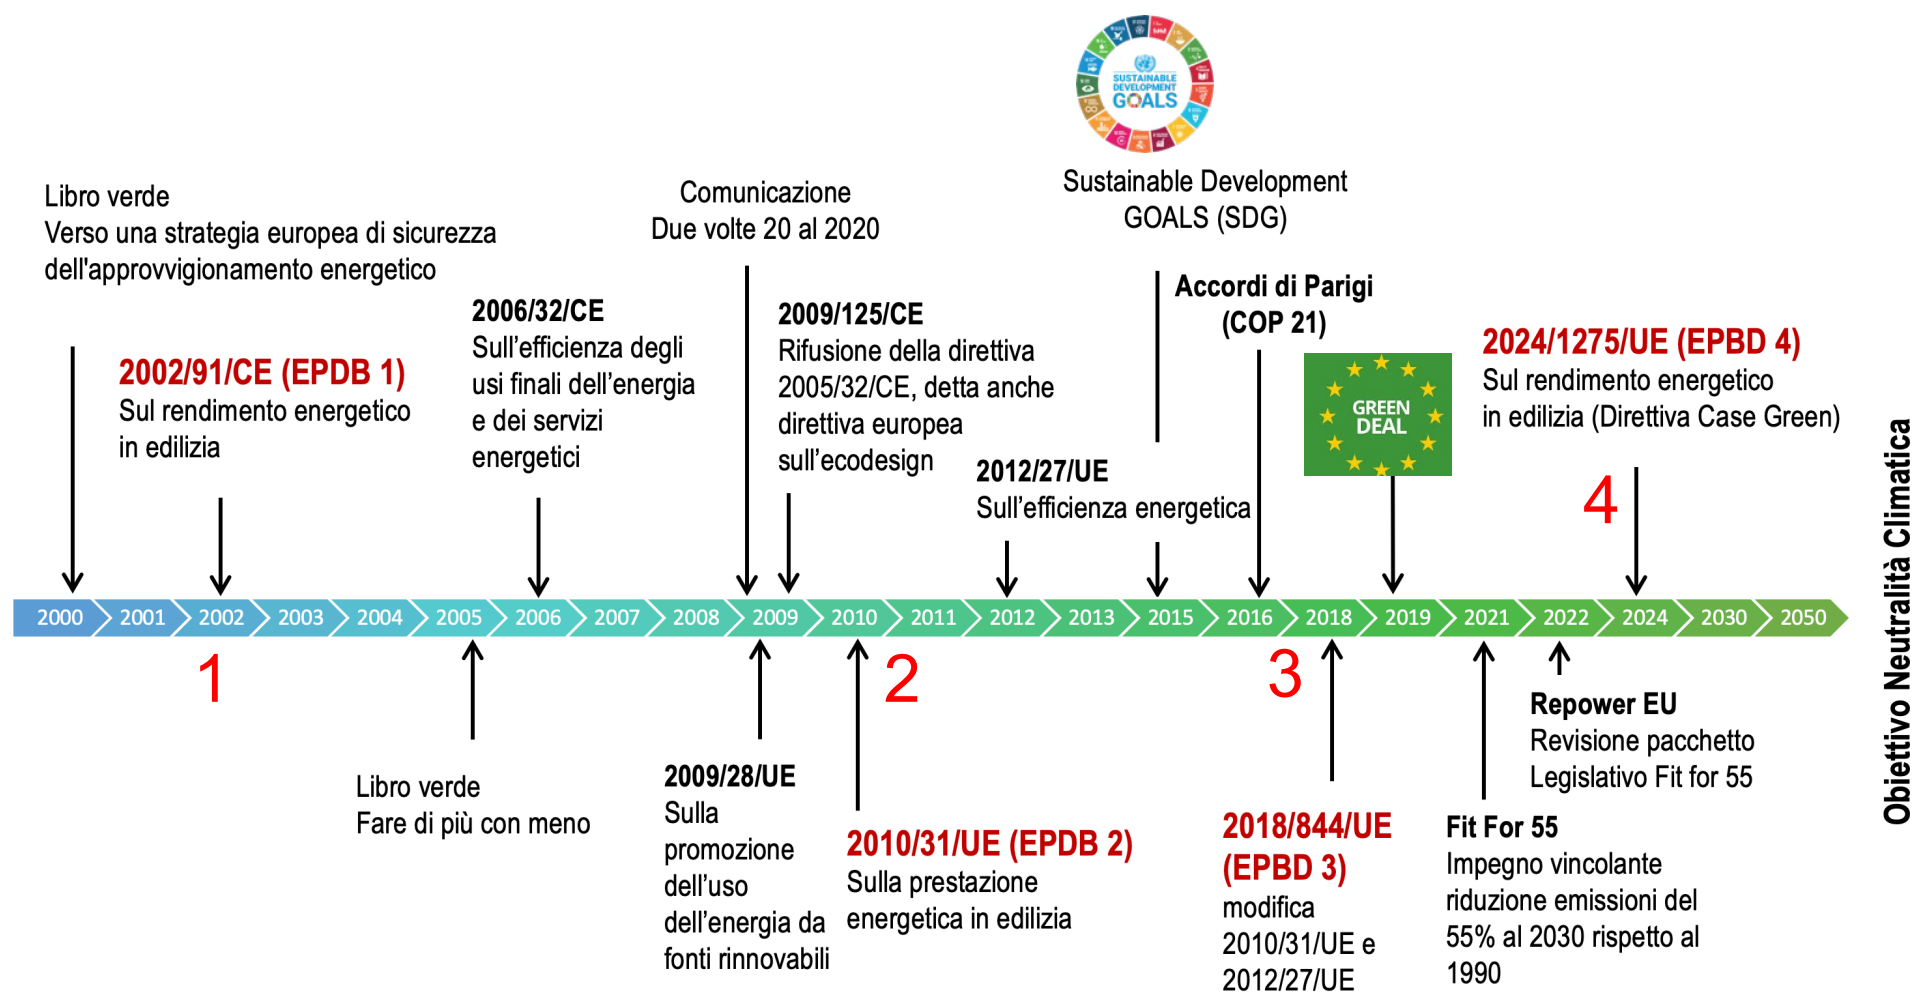 SUSTAINABLE
DEVELOPMENT
GOALS
Sustainable Development
GOALS (SDG)
Libro verde
Verso una strategia europea di sicurezza
dell'approvvigionamento energetico
Comunicazione
Due volte 20 al 2020
2002/91/CE (EPDB 1)
Sul rendimento energetico
in edilizia
2006/32/CE
Sull’efficienza degli
usi finali dell’energia
e dei servizi
energetici
2009/125/CE
Rifusione della direttiva
2005/32/CE, detta anche
direttiva europea
sull’ecodesign
2012/27/UE
Sull’efficienza energetica
Accordi di Parigi
(COP 21)
GREEN
DEAL
2024/1275/UE (EPBD 4)
Sul rendimento energetico
in edilizia (Direttiva Case Green)
4
Obiettivo Neutralità Climatica
2000 2001 2002 2003 2004 2005 2006 2007 2008 2009 2010 2011 2012 2013 2015 2016 2018 2019 2021 2022 2024 2030 2050
1
2
3
Libro verde
Fare di più con meno
2009/28/UE
Sulla
promozione
dell’uso
dell’energia da
fonti rinnovabili
2010/31/UE (EPDB 2)
Sulla prestazione
energetica in edilizia
2018/844/UE
(EPBD 3)
modifica
2010/31/UE e
2012/27/UE
Fit For 55
Impegno vincolante
riduzione emissioni del
55% al 2030 rispetto al
1990
Repower EU
Revisione pacchetto
Legislativo Fit for 55